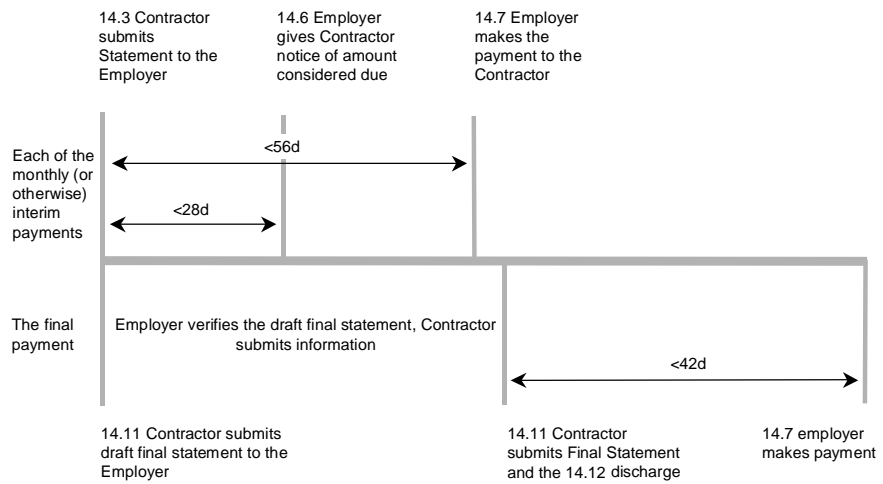 14.3 Contractor
submits
Statement to the
Employer
14.6 Employer
gives Contractor
notice of amount
considered due
14.7 Employer
makes the
payment to the
Contractor
Each of the
monthly (or
otherwise)
interim
payments
<56d
<28d
The final
payment
Employer verifies the draft final statement, Contractor
submits information
<42d
14.11 Contractor submits
draft final statement to the
Employer
14.11 Contractor
submits Final Statement
and the 14.12 discharge
14.7 employer
makes payment